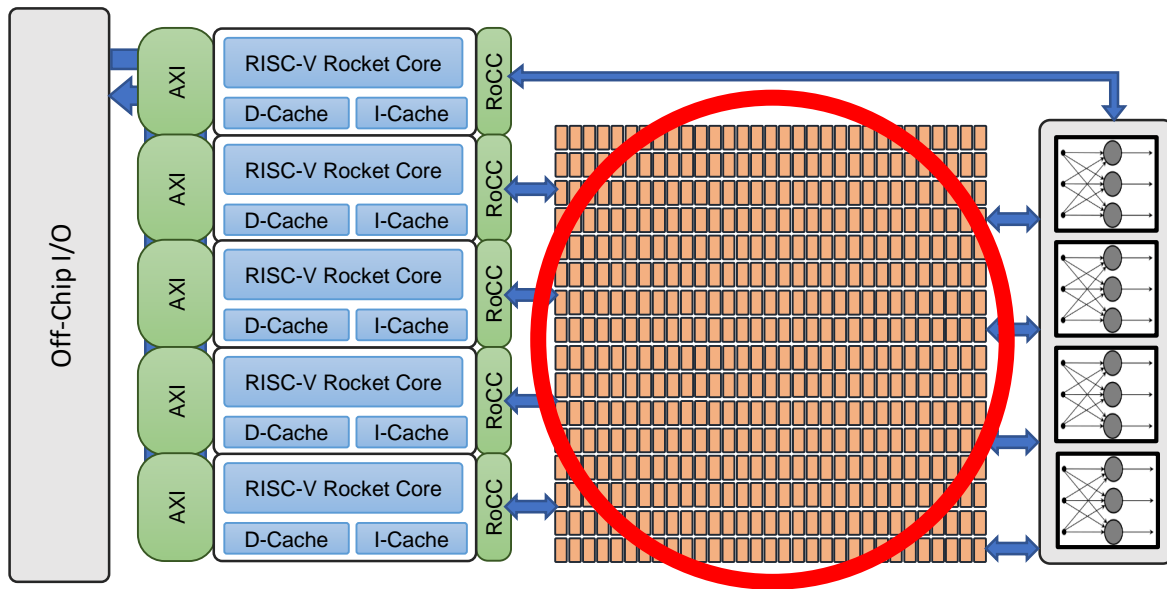 Off-Chip I/O
AXI
RISC-V Rocket Core
D-Cache
I-Cache
RoCC
AXI
RISC-V Rocket Core
D-Cache
I-Cache
RoCC
AXI
RISC-V Rocket Core
D-Cache
I-Cache
RoCC
AXI
RISC-V Rocket Core
D-Cache
I-Cache
RoCC
AXI
RISC-V Rocket Core
D-Cache
I-Cache
RoCC